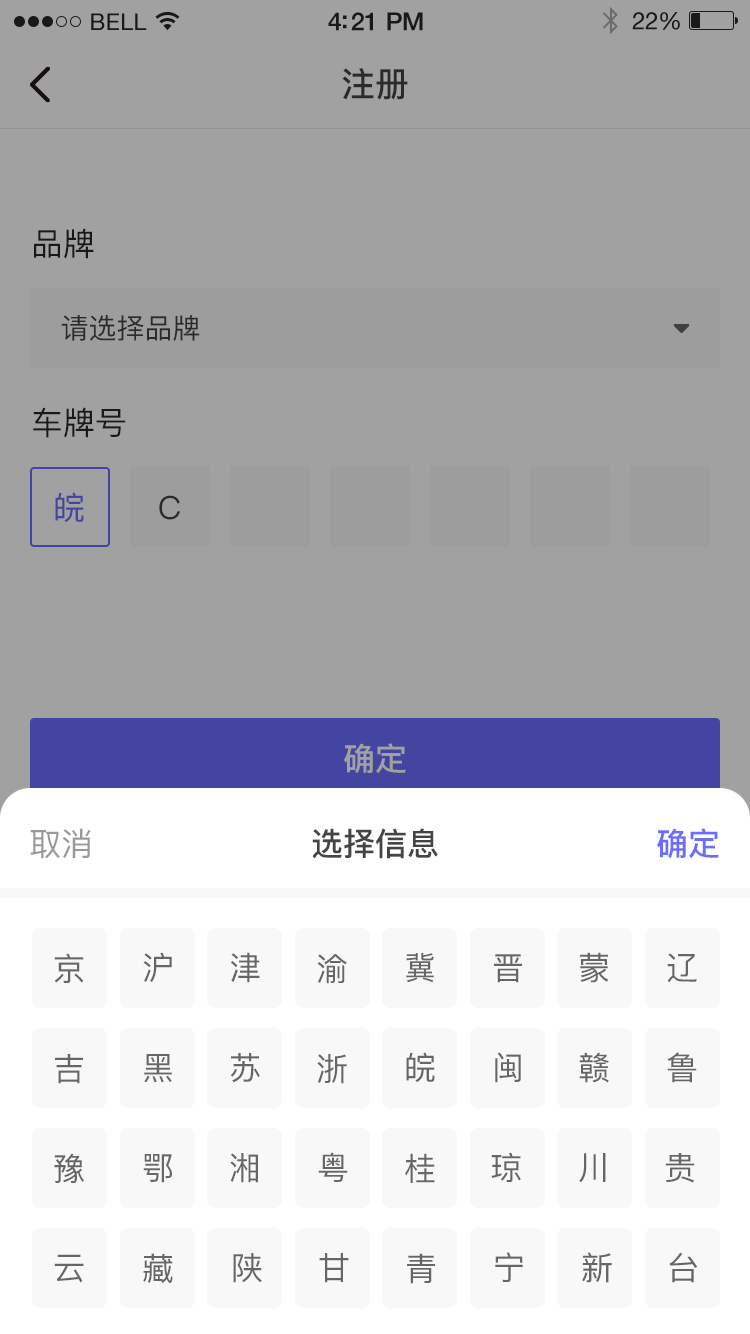 BELL 4:21 PM 22%
注册
品牌
请选择品牌
车牌号
皖 C
确定
取消 选择信息 确定
京 沪 津 渝 冀 晋 蒙 辽
吉 黑 苏 浙 皖 闽 赣 鲁
豫 鄂 湘 粤 桂 琼 川 贵
云 藏 陕 甘 青 宁 新 台